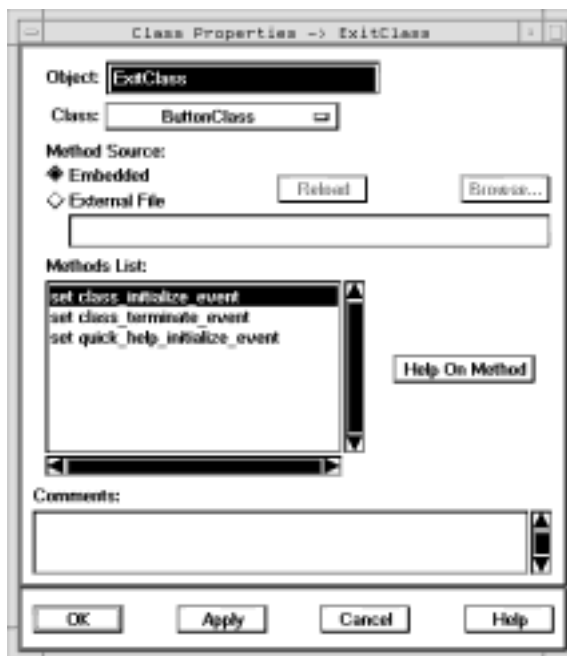 Class Properties -> ExitClass
Object: ExitClass
Class: ButtonClass
Method Source:
Embedded
External File
Reload
Browse...
Methods List:
set class_initialize_event
set class_terminate_event
set quick_help_initialize_event
Help On Method
Comments:
OK Apply Cancel Help